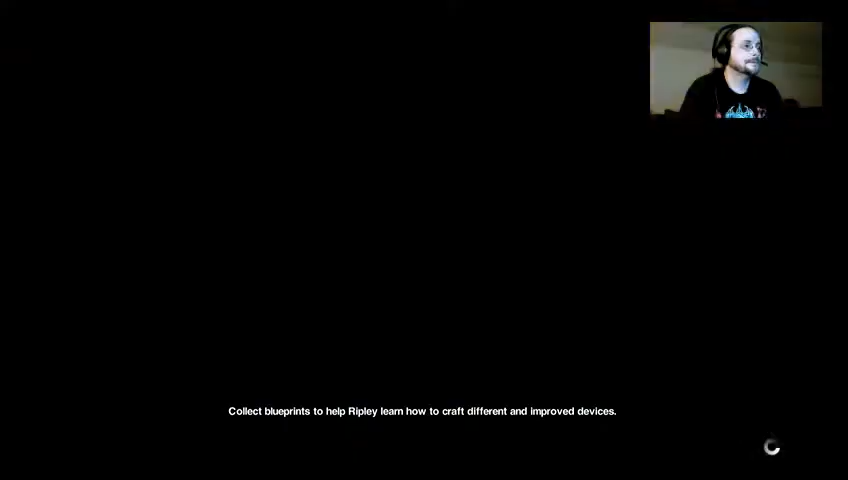 Collect blueprints to help Ripley learn how to craft different and improved devices.